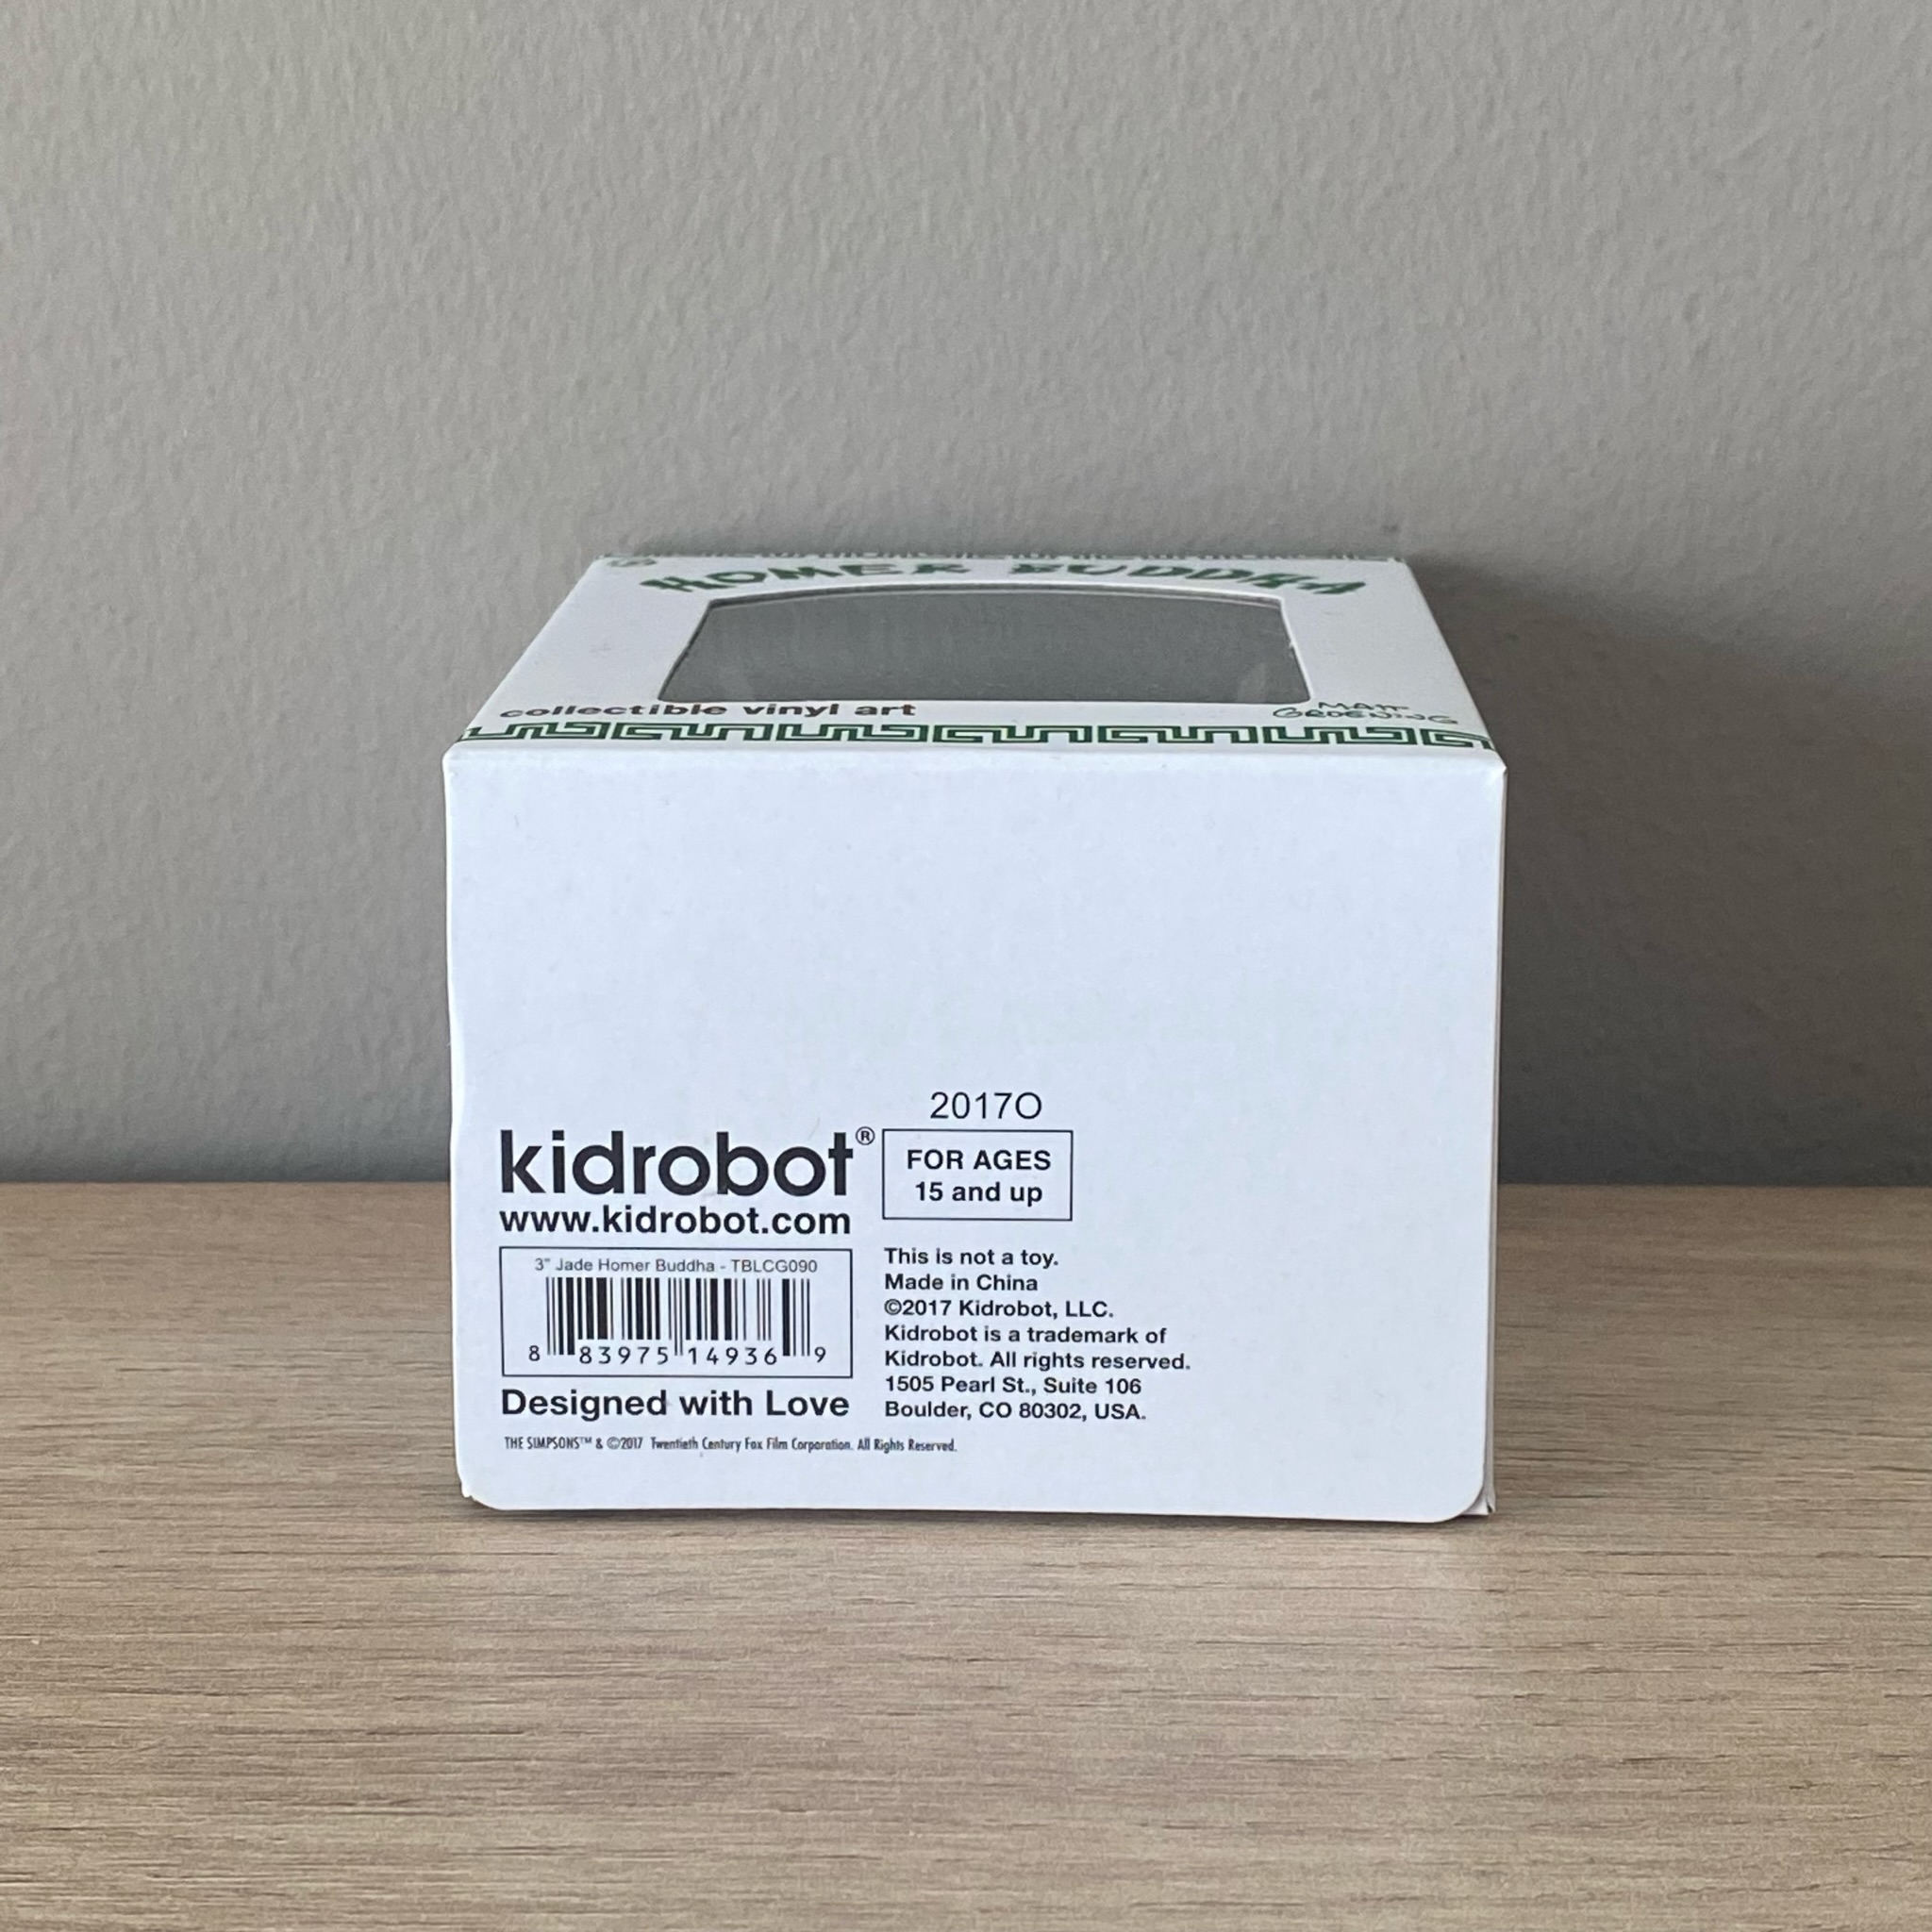 HOMER BUDDHA
collectible vinyl art
MATT
GROENING
2017O
kidrobot®
www.kidrobot.com
FOR AGES
15 and up
3" Jade Homer Buddha - TBLCG090
8 83975 14936 9
Designed with Love
This is not a toy.
Made in China
©2017 Kidrobot, LLC.
Kidrobot is a trademark of
Kidrobot. All rights reserved.
1505 Pearl St., Suite 106
Boulder, CO 80302, USA.
THE SIMPSONS™ & ©2017 Twentieth Century Fox Film Corporation. All Rights Reserved.